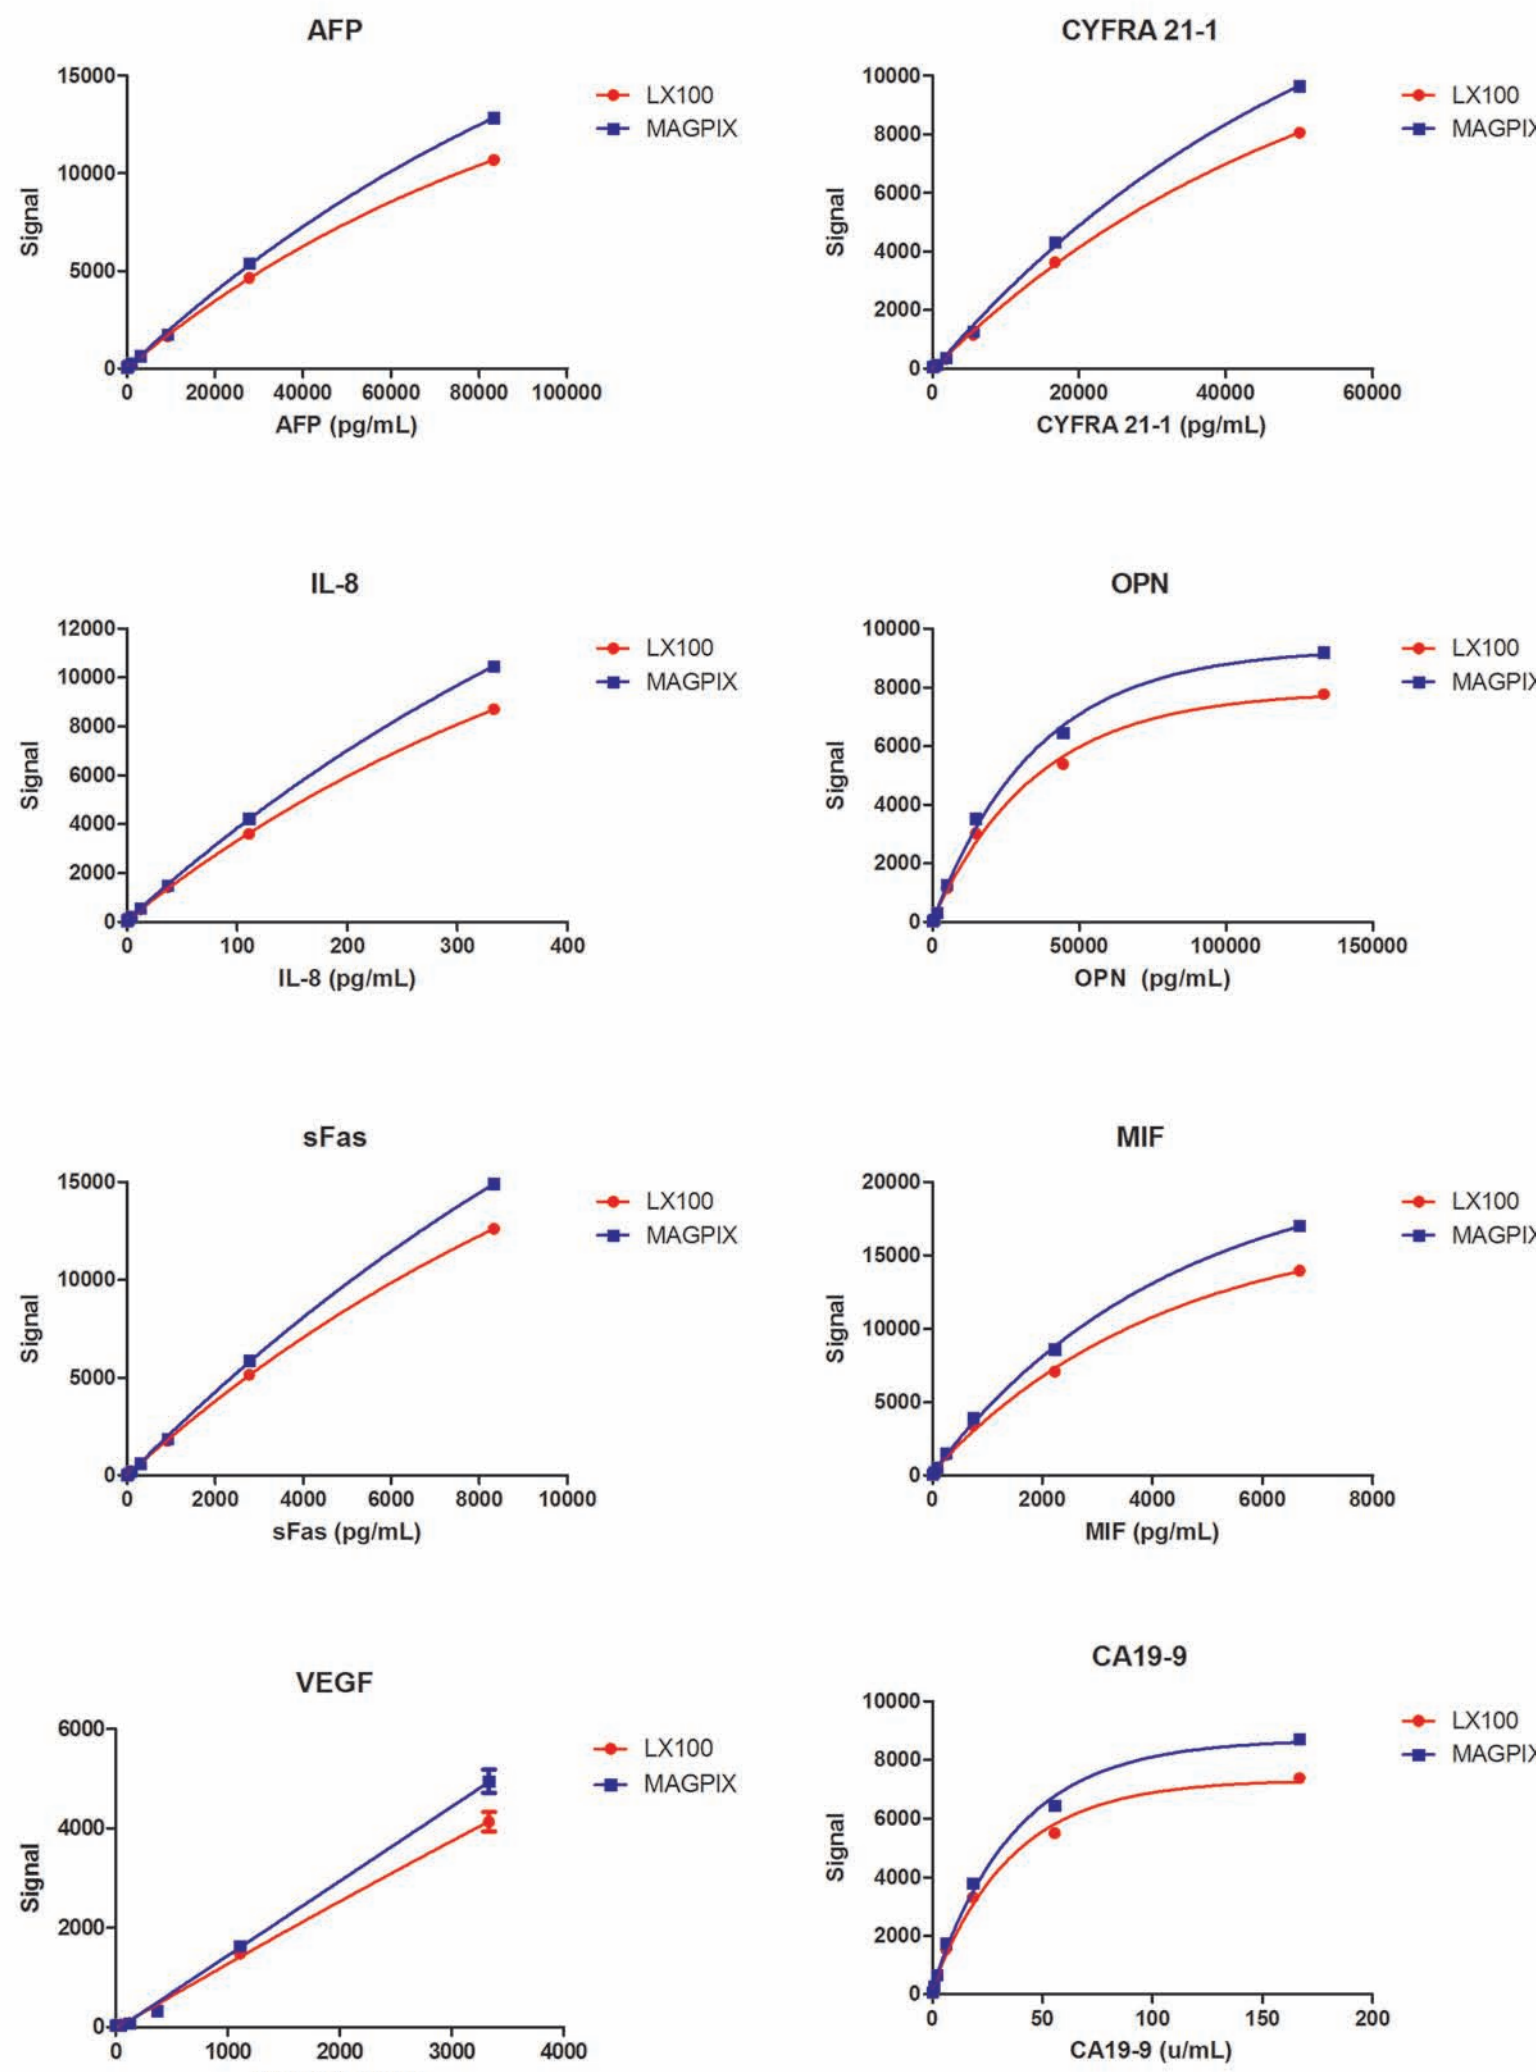 AFP
15000
10000
5000
0
Signal
0 20000 40000 60000 80000 100000
AFP (pg/mL)
LX100
MAGPIX
CYFRA 21-1
10000
8000
6000
4000
2000
0
Signal
0 20000 40000 60000
CYFRA 21-1 (pg/mL)
LX100
MAGPIX
IL-8
12000
10000
8000
6000
4000
2000
0
Signal
0 100 200 300 400
IL-8 (pg/mL)
LX100
MAGPIX
OPN
10000
8000
6000
4000
2000
0
Signal
0 50000 100000 150000
OPN (pg/mL)
LX100
MAGPIX
sFas
15000
10000
5000
0
Signal
0 2000 4000 6000 8000 10000
sFas (pg/mL)
LX100
MAGPIX
MIF
20000
15000
10000
5000
0
Signal
0 2000 4000 6000 8000
MIF (pg/mL)
LX100
MAGPIX
VEGF
6000
4000
2000
0
Signal
0 1000 2000 3000 4000
LX100
MAGPIX
CA19-9
10000
8000
6000
4000
2000
0
Signal
0 50 100 150 200
CA19-9 (u/mL)
LX100
MAGPIX